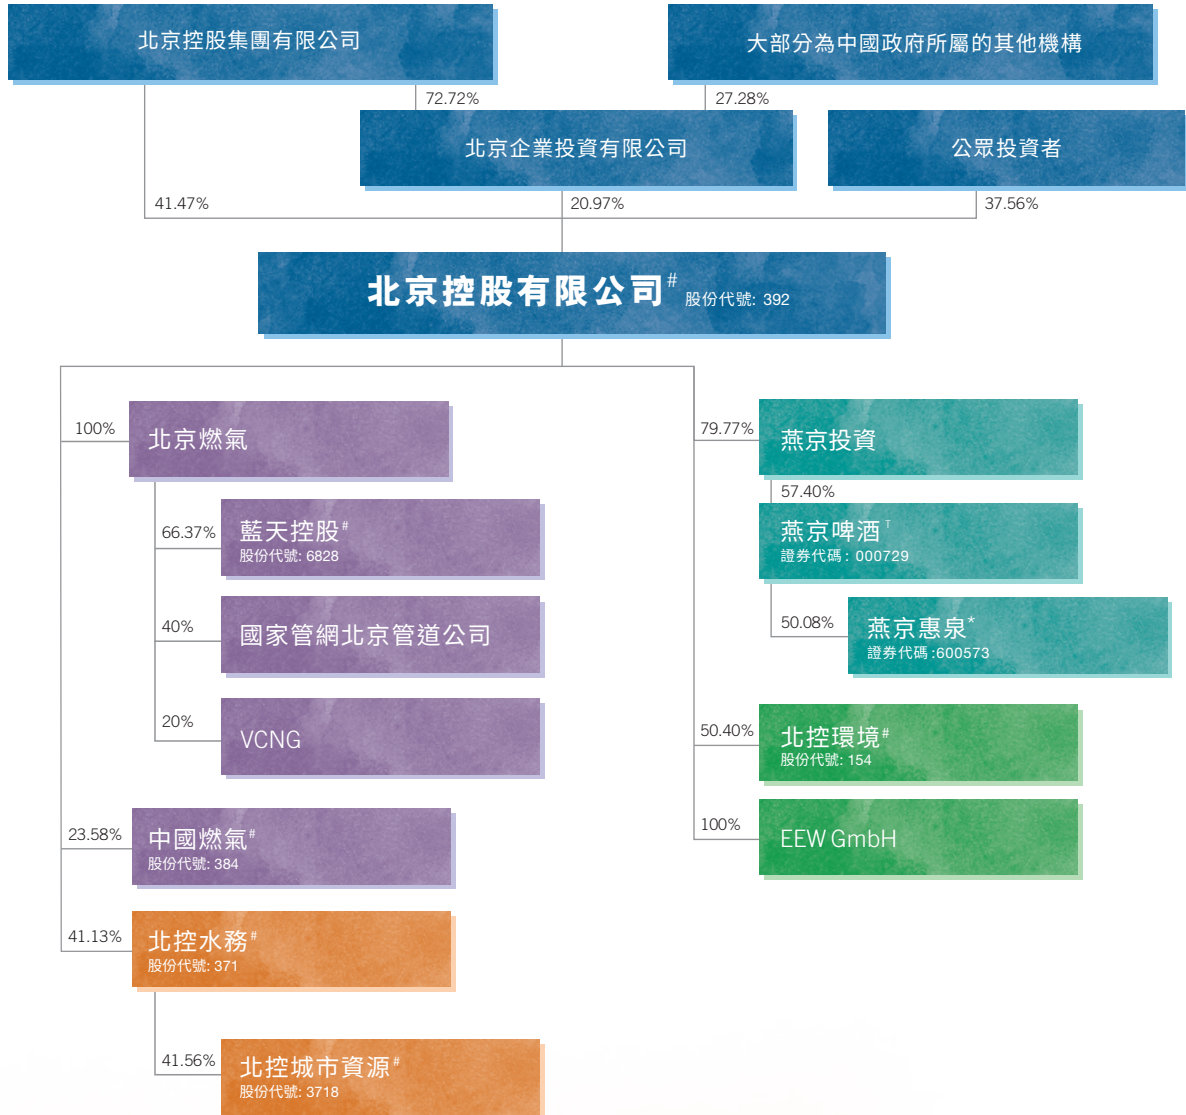 北京控股集團有限公司
大部分為中國政府所屬的其他機構
72.72%
27.28%
北京企業投資有限公司
公眾投資者
41.47%
20.97%
37.56%
北京控股有限公司# 股份代號: 392
100%
北京燃氣
66.37%
藍天控股#
股份代號: 6828
40%
國家管網北京管道公司
20%
VCNG
23.58%
中國燃氣#
股份代號: 384
41.13%
北控水務#
股份代號: 371
41.56%
北控城市資源#
股份代號: 3718
79.77%
燕京投資
57.40%
燕京啤酒T
證券代碼: 000729
50.08%
燕京惠泉*
證券代碼:600573
50.40%
北控環境#
股份代號: 154
100%
EEW GmbH